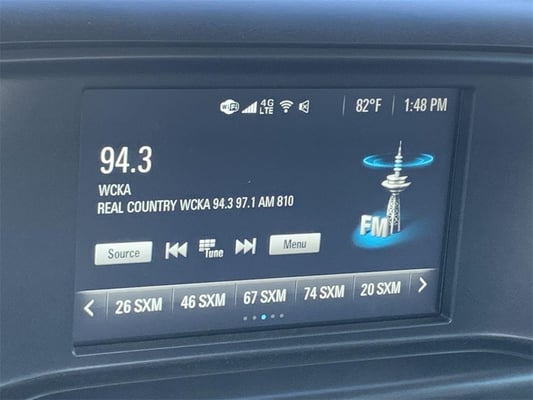 WiFi 4G LTE 82°F 1:48 PM
94.3
WCKA
REAL COUNTRY WCKA 94.3 97.1 AM 810
FM
Source Tune Menu
26 SXM 46 SXM 67 SXM 74 SXM 20 SXM